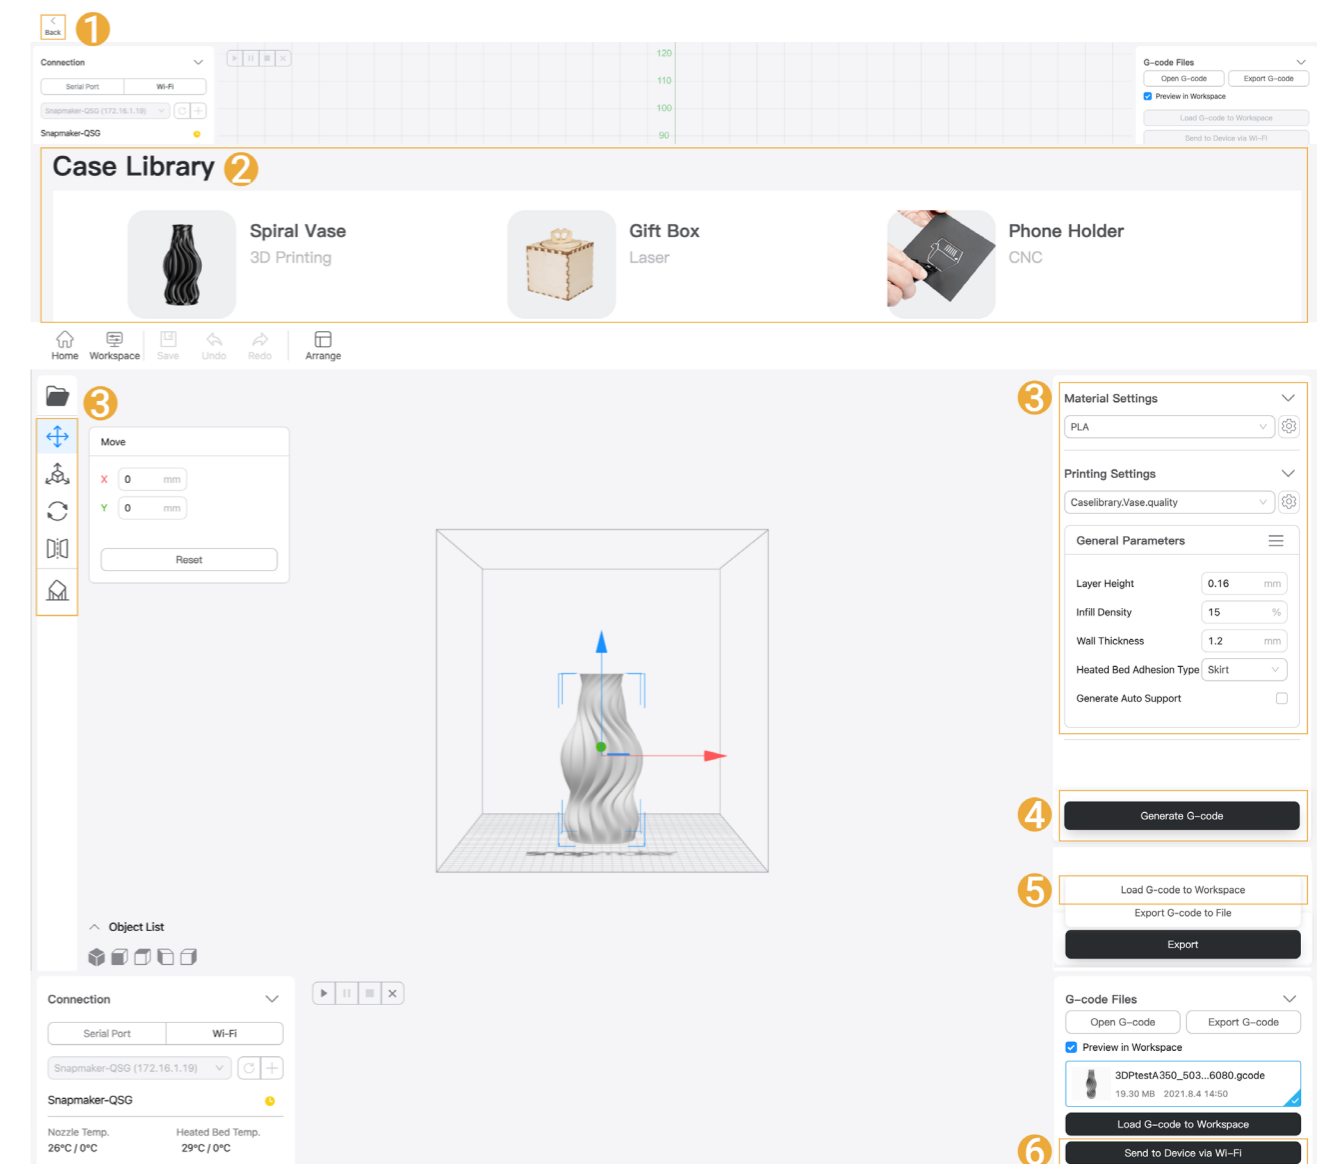 Back
1
Connection
Serial Port Wi-Fi
Snapmaker-QSG (172.16.1.19)
Snapmaker-QSG
120
110
100
90
G-code Files
Open G-code Export G-code
Preview in Workspace
Load G-code to Workspace
Send to Device via Wi-Fi
Case Library 2
Spiral Vase
3D Printing
Gift Box
Laser
Phone Holder
CNC
Home Workspace Save Undo Redo Arrange
3
Move
X 0 mm
Y 0 mm
Reset
snapmaker
Object List
3
Material Settings
PLA
Printing Settings
Caselibrary.Vase.quality
General Parameters
Layer Height 0.16 mm
Infill Density 15 %
Wall Thickness 1.2 mm
Heated Bed Adhesion Type Skirt
Generate Auto Support
4 Generate G-code
5 Load G-code to Workspace
Export G-code to File
Export
Connection
Serial Port Wi-Fi
Snapmaker-QSG (172.16.1.19)
Snapmaker-QSG
Nozzle Temp. Heated Bed Temp.
26°C / 0°C 29°C / 0°C
G-code Files
Open G-code Export G-code
Preview in Workspace
3DPtestA350_503...6080.gcode
19.30 MB 2021.8.4 14:50
Load G-code to Workspace
6 Send to Device via Wi-Fi